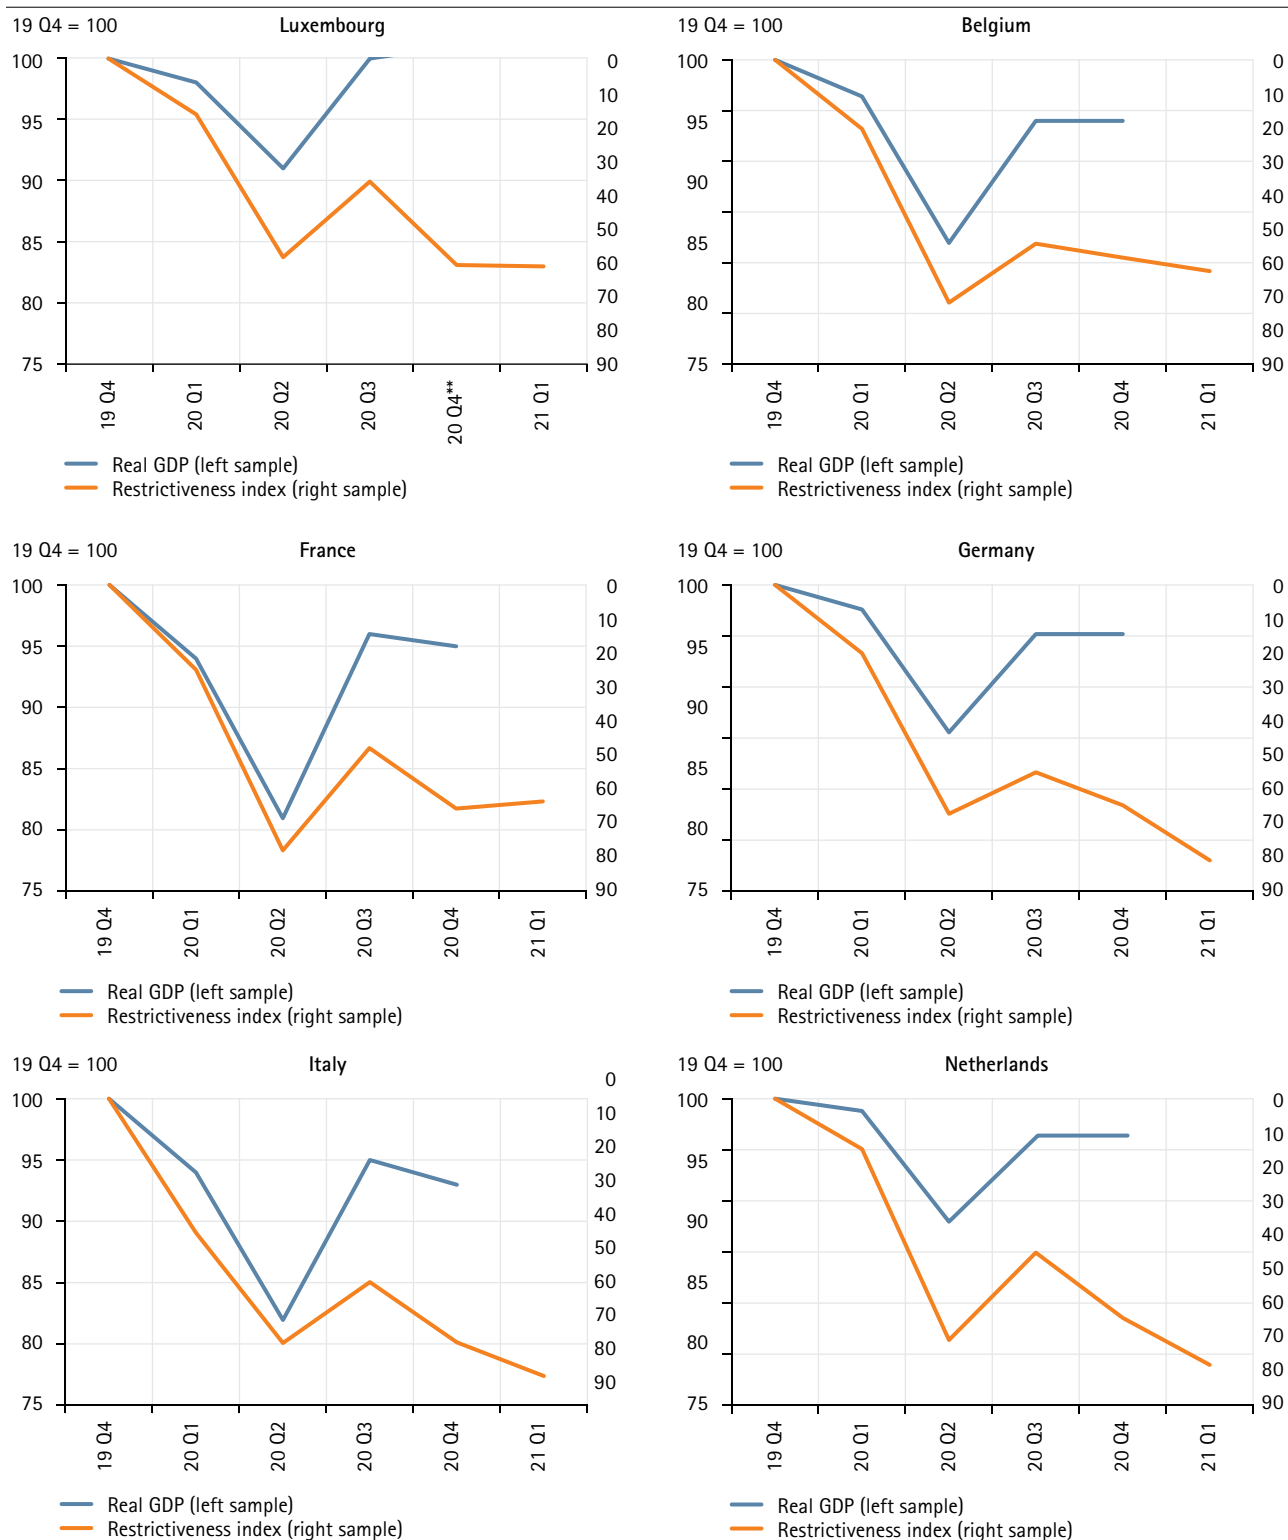 19 Q4 = 100
Luxembourg
100
95
90
85
80
75
0
10
20
30
40
50
60
70
80
90
19 Q4
20 Q1
20 Q2
20 Q3
20 Q4**
21 Q1
Real GDP (left sample)
Restrictiveness index (right sample)
19 Q4 = 100
Belgium
100
95
90
85
80
75
0
10
20
30
40
50
60
70
80
90
19 Q4
20 Q1
20 Q2
20 Q3
20 Q4
21 Q1
Real GDP (left sample)
Restrictiveness index (right sample)
19 Q4 = 100
France
100
95
90
85
80
75
0
10
20
30
40
50
60
70
80
90
19 Q4
20 Q1
20 Q2
20 Q3
20 Q4
21 Q1
Real GDP (left sample)
Restrictiveness index (right sample)
19 Q4 = 100
Germany
100
95
90
85
80
75
0
10
20
30
40
50
60
70
80
90
19 Q4
20 Q1
20 Q2
20 Q3
20 Q4
21 Q1
Real GDP (left sample)
Restrictiveness index (right sample)
19 Q4 = 100
Italy
100
95
90
85
80
75
0
10
20
30
40
50
60
70
80
90
19 Q4
20 Q1
20 Q2
20 Q3
20 Q4
21 Q1
Real GDP (left sample)
Restrictiveness index (right sample)
19 Q4 = 100
Netherlands
100
95
90
85
80
75
0
10
20
30
40
50
60
70
80
90
19 Q4
20 Q1
20 Q2
20 Q3
20 Q4
21 Q1
Real GDP (left sample)
Restrictiveness index (right sample)